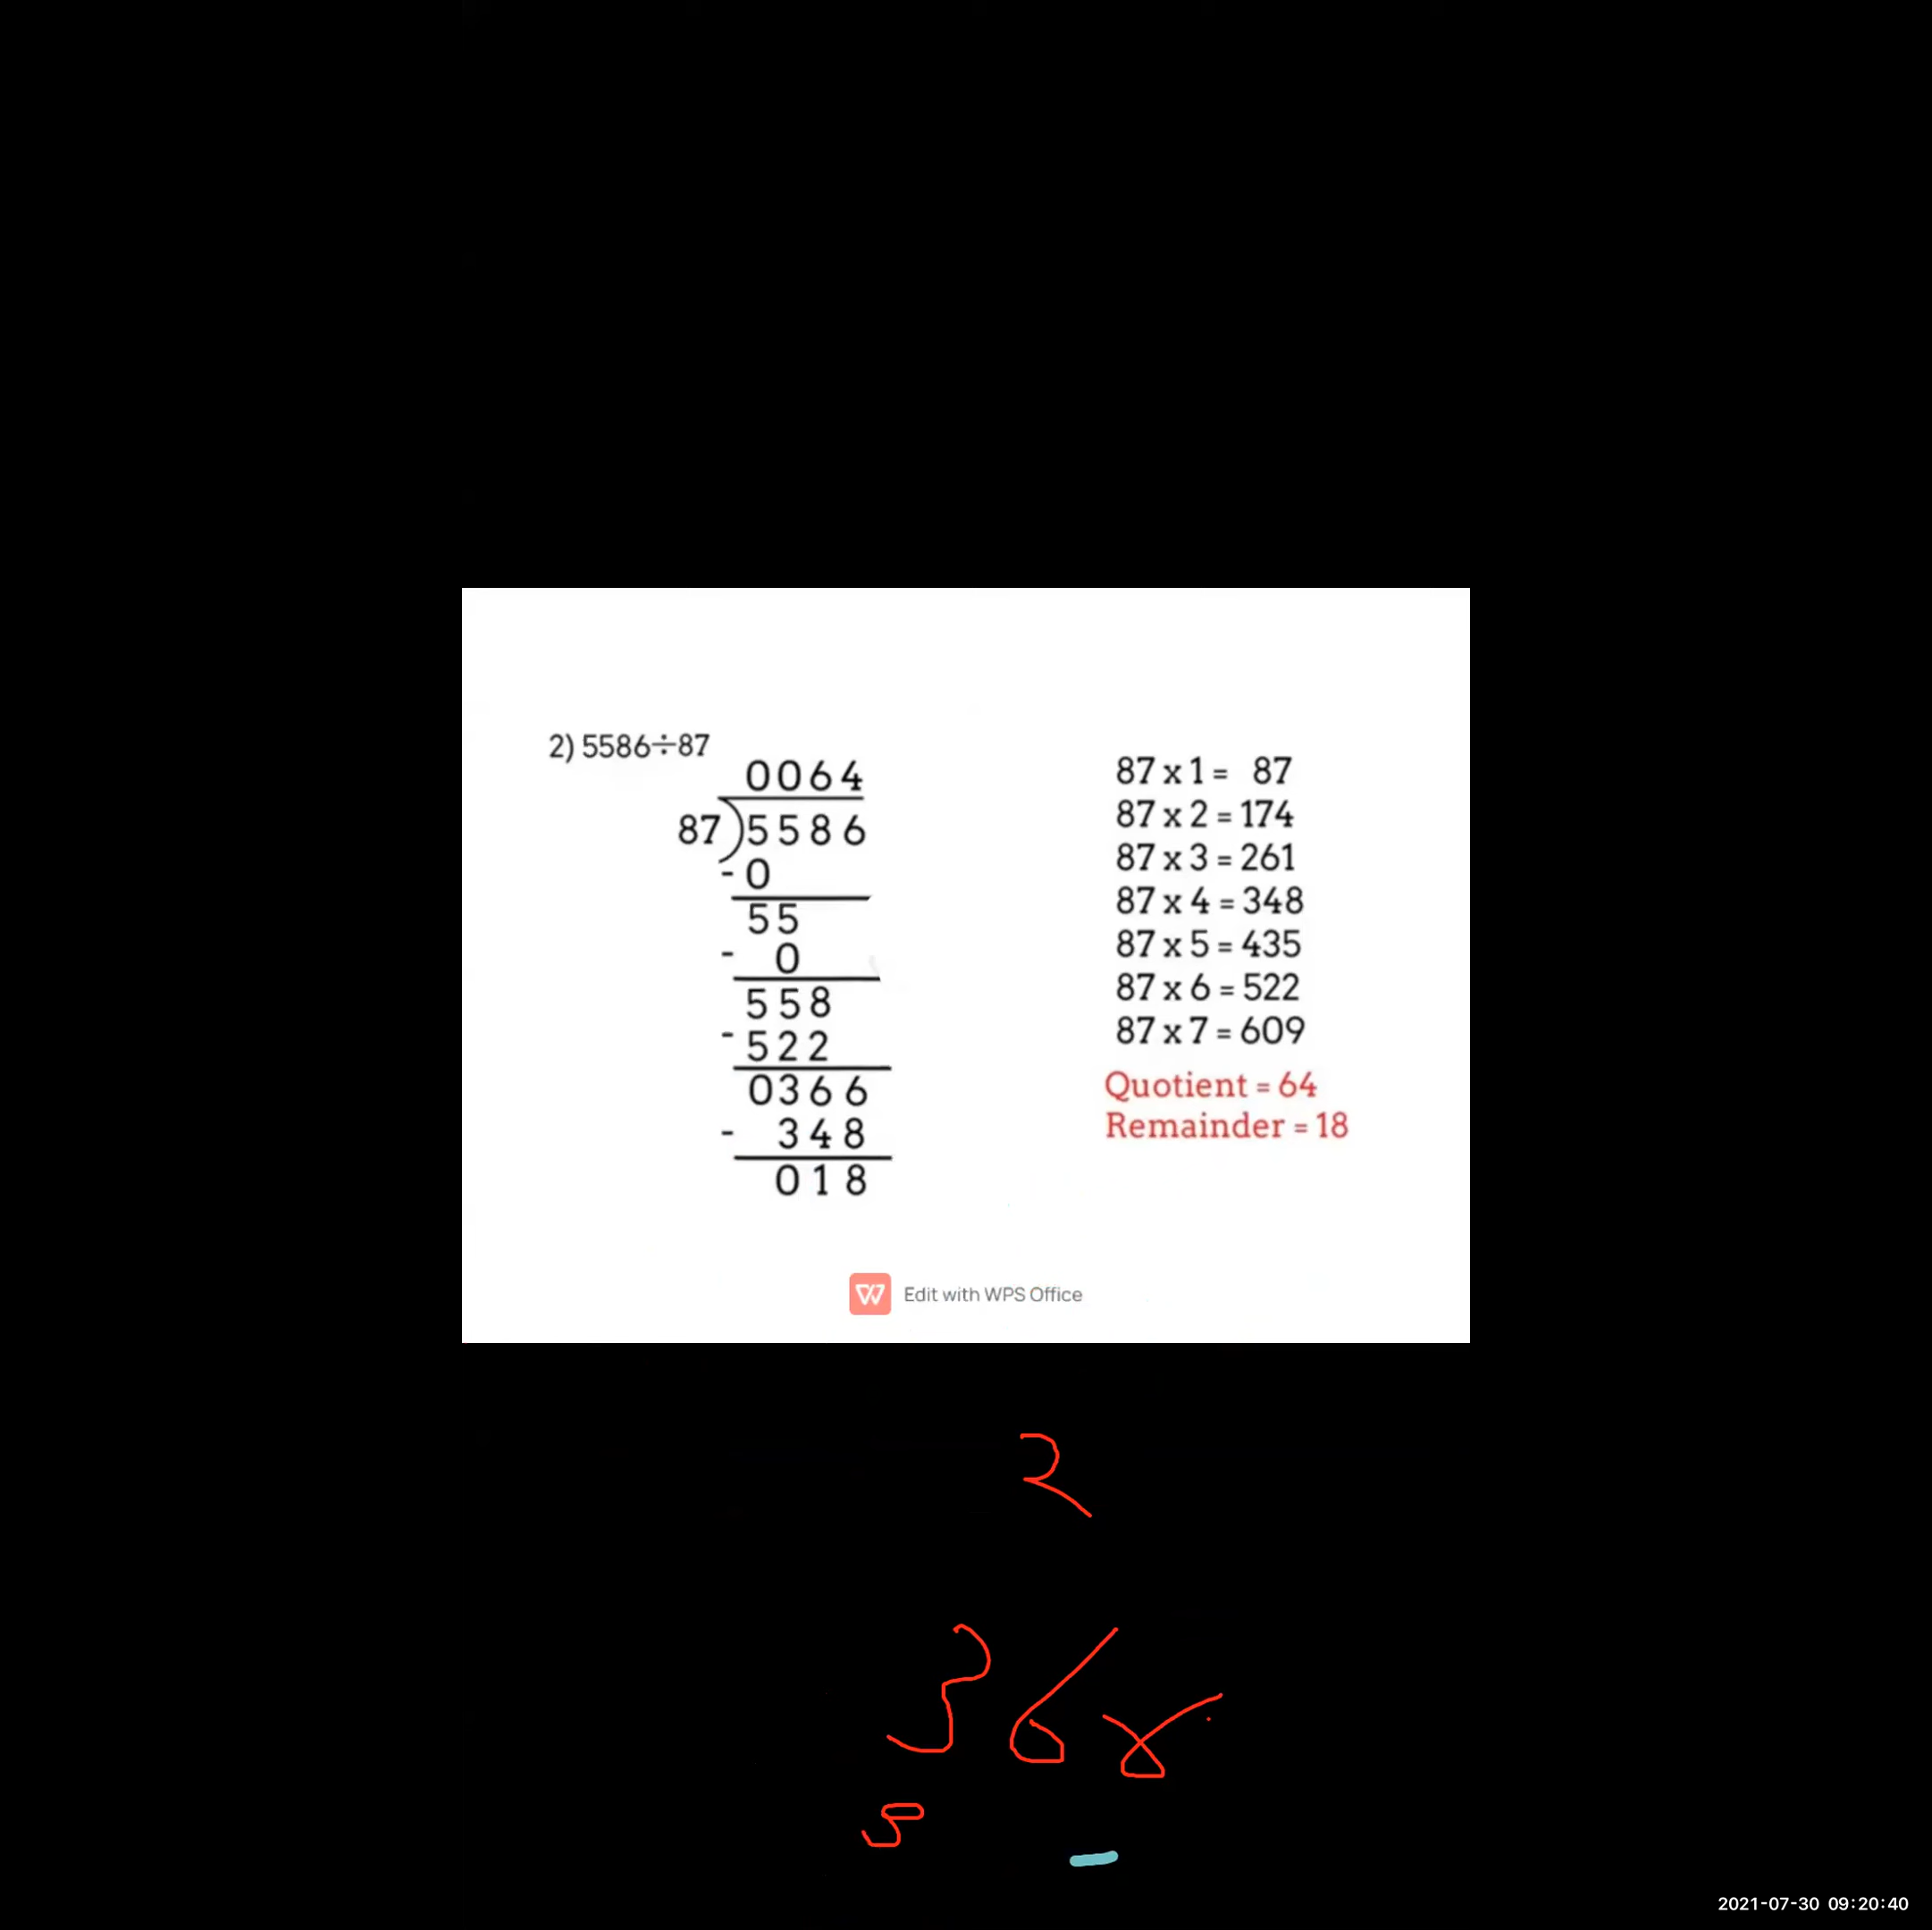 2) 5586÷87
0064
87)5586
-0
55
- 0
558
-522
0366
- 348
018
87 x 1 = 87
87 x 2 = 174
87 x 3 = 261
87 x 4 = 348
87 x 5 = 435
87 x 6 = 522
87 x 7 = 609
Quotient = 64
Remainder = 18
Edit with WPS Office
2
2021-07-30 09:20:40